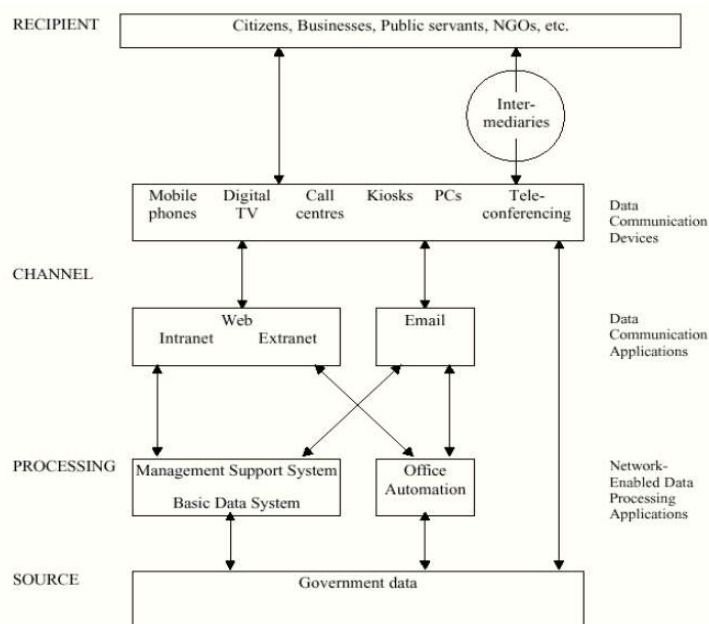 RECIPIENT
Citizens, Businesses, Public servants, NGOs, etc.
Inter-
mediaries
Mobile Digital Call Kiosks PCs Tele-
phones TV centres conferencing
Data
Communication
Devices
CHANNEL
Web
Intranet Extranet
Email
Data
Communication
Applications
PROCESSING
Management Support System
Basic Data System
Office
Automation
Network-
Enabled Data
Processing
Applications
SOURCE
Government data